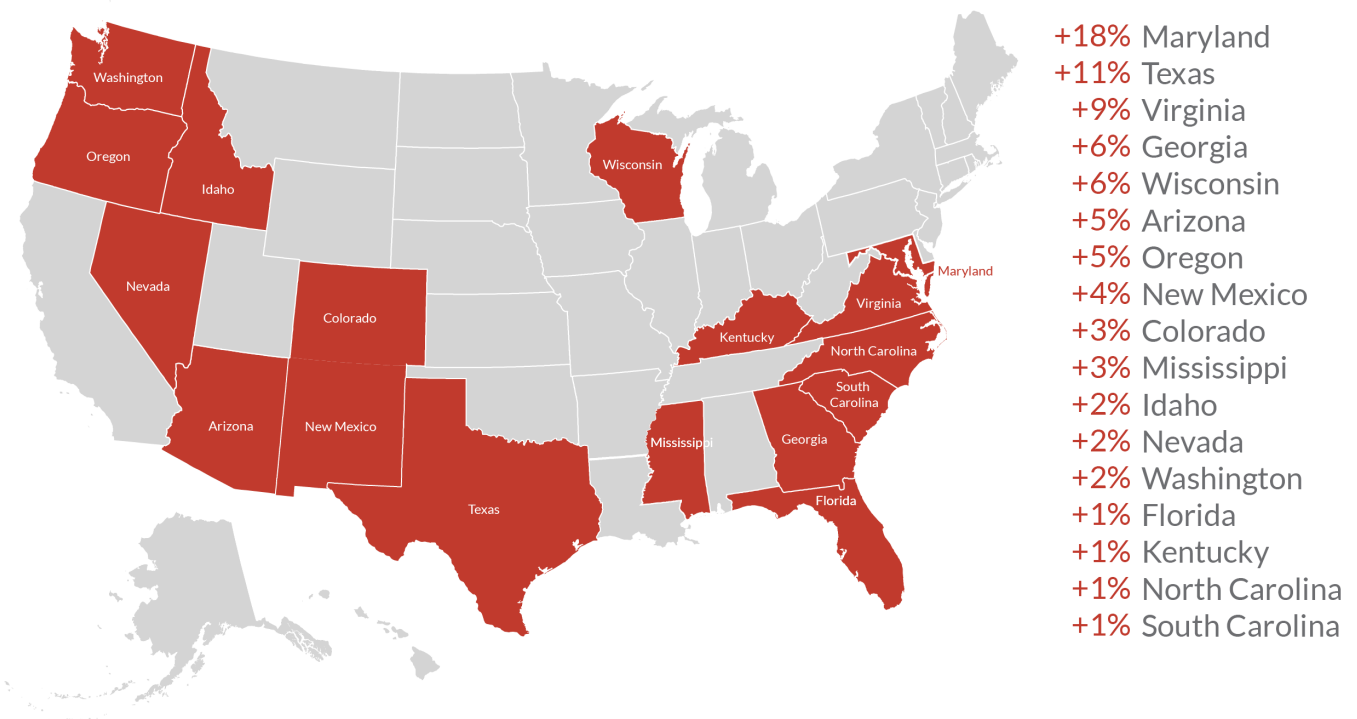 Washington
Oregon
Idaho
Wisconsin
Maryland
Nevada
Virginia
Colorado
Kentucky
North Carolina
South
Carolina
Arizona
New Mexico
Georgia
Mississippi
Florida
Texas
+18% Maryland
+11% Texas
+9% Virginia
+6% Georgia
+6% Wisconsin
+5% Arizona
+5% Oregon
+4% New Mexico
+3% Colorado
+3% Mississippi
+2% Idaho
+2% Nevada
+2% Washington
+1% Florida
+1% Kentucky
+1% North Carolina
+1% South Carolina